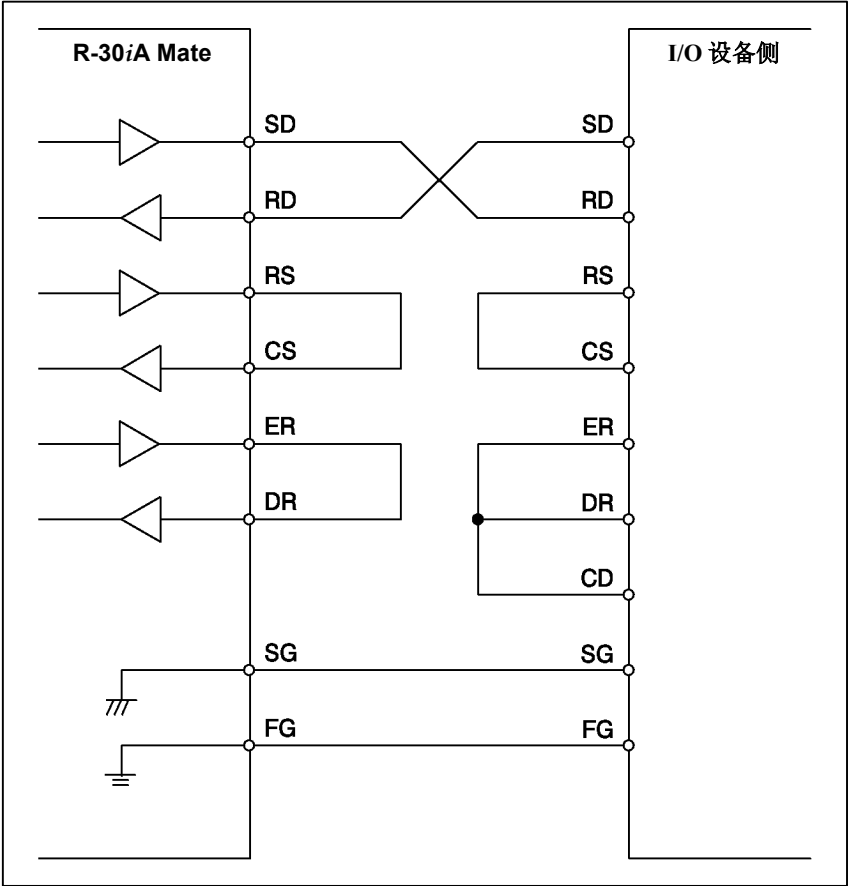 R-30iA Mate
I/O 设备侧
SD SD
RD RD
RS RS
CS CS
ER ER
DR DR
CD
SG SG
FG FG